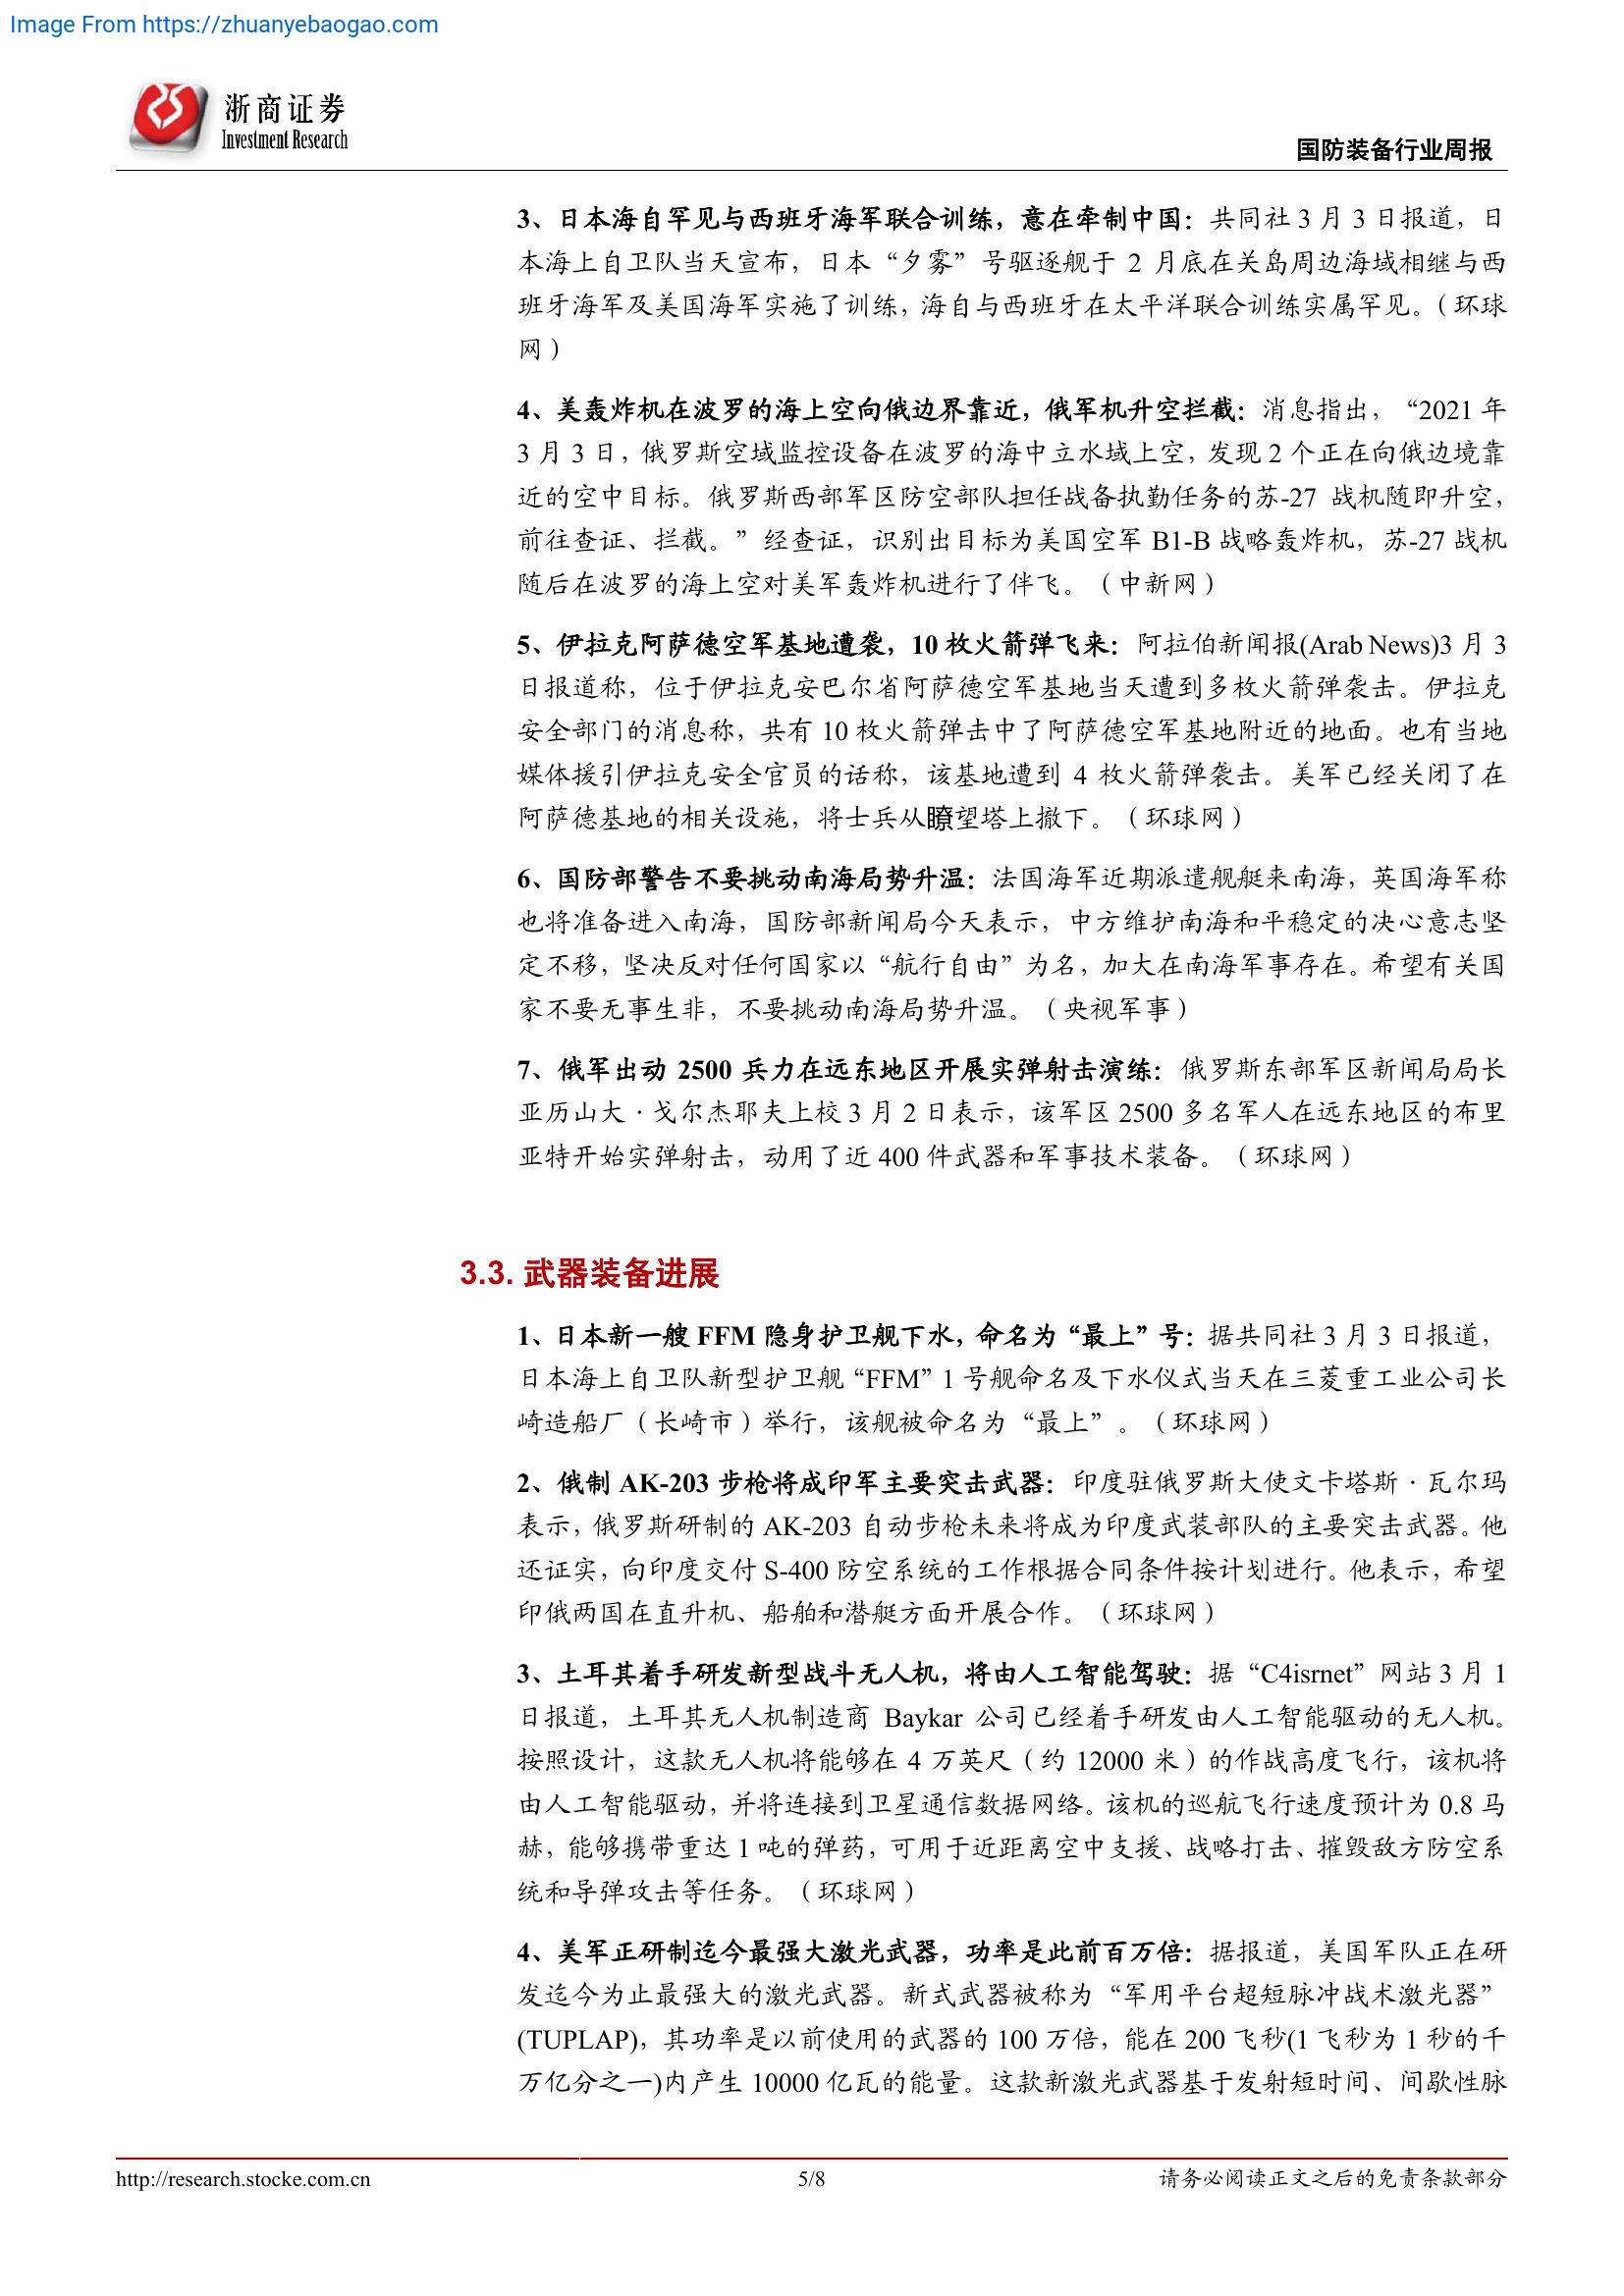 Image From https://zhuanyebaogao.com
浙商证券
Investment Research
国防装备行业周报
3、日本海自罕见与西班牙海军联合训练，意在牵制中国：共同社 3 月 3 日报道，日
本海上自卫队当天宣布，日本“夕雾”号驱逐舰于 2 月底在关岛周边海域相继与西
班牙海军及美国海军实施了训练，海自与西班牙在太平洋联合训练实属罕见。（环球
网）
4、美轰炸机在波罗的海上空向俄边界靠近，俄军机升空拦截：消息指出，“2021 年
3 月 3 日，俄罗斯空域监控设备在波罗的海中立水域上空，发现 2 个正在向俄边境靠
近的空中目标。俄罗斯西部军区防空部队担任战备执勤任务的苏-27 战机随即升空，
前往查证、拦截。”经查证，识别出目标为美国空军 B1-B 战略轰炸机，苏-27 战机
随后在波罗的海上空对美军轰炸机进行了伴飞。（中新网）
5、伊拉克阿萨德空军基地遭袭，10 枚火箭弹飞来：阿拉伯新闻报(Arab News)3 月 3
日报道称，位于伊拉克安巴尔省阿萨德空军基地当天遭到多枚火箭弹袭击。伊拉克
安全部门的消息称，共有 10 枚火箭弹击中了阿萨德空军基地附近的地面。也有当地
媒体援引伊拉克安全官员的话称，该基地遭到 4 枚火箭弹袭击。美军已经关闭了在
阿萨德基地的相关设施，将士兵从瞭望塔上撤下。（环球网）
6、国防部警告不要挑动南海局势升温：法国海军近期派遣舰艇来南海，英国海军称
也将准备进入南海，国防部新闻局今天表示，中方维护南海和平稳定的决心意志坚
定不移，坚决反对任何国家以“航行自由”为名，加大在南海军事存在。希望有关国
家不要无事生非，不要挑动南海局势升温。（央视军事）
7、俄军出动 2500 兵力在远东地区开展实弹射击演练：俄罗斯东部军区新闻局局长
亚历山大·戈尔杰耶夫上校 3 月 2 日表示，该军区 2500 多名军人在远东地区的布里
亚特开始实弹射击，动用了近 400 件武器和军事技术装备。（环球网）
3.3. 武器装备进展
1、日本新一艘 FFM 隐身护卫舰下水，命名为“最上”号：据共同社 3 月 3 日报道，
日本海上自卫队新型护卫舰“FFM”1 号舰命名及下水仪式当天在三菱重工业公司长
崎造船厂（长崎市）举行，该舰被命名为“最上”。（环球网）
2、俄制 AK-203 步枪将成印军主要突击武器：印度驻俄罗斯大使文卡塔斯·瓦尔玛
表示，俄罗斯研制的 AK-203 自动步枪未来将成为印度武装部队的主要突击武器。他
还证实，向印度交付 S-400 防空系统的工作根据合同条件按计划进行。他表示，希望
印俄两国在直升机、船舶和潜艇方面开展合作。（环球网）
3、土耳其着手研发新型战斗无人机，将由人工智能驾驶：据“C4isrnet”网站 3 月 1
日报道，土耳其无人机制造商 Baykar 公司已经着手研发由人工智能驱动的无人机。
按照设计，这款无人机将能够在 4 万英尺（约 12000 米）的作战高度飞行，该机将
由人工智能驱动，并将连接到卫星通信数据网络。该机的巡航飞行速度预计为 0.8 马
赫，能够携带重达 1 吨的弹药，可用于近距离空中支援、战略打击、摧毁敌方防空系
统和导弹攻击等任务。（环球网）
4、美军正研制迄今最强大激光武器，功率是此前百万倍：据报道，美国军队正在研
发迄今为止最强大的激光武器。新式武器被称为“军用平台超短脉冲战术激光器”
(TUPLAP)，其功率是以前使用的武器的 100 万倍，能在 200 飞秒(1 飞秒为 1 秒的千
万亿分之一)内产生 10000 亿瓦的能量。这款新激光武器基于发射短时间、间歇性脉
http://research.stocke.com.cn
5/8
请务必阅读正文之后的免责条款部分